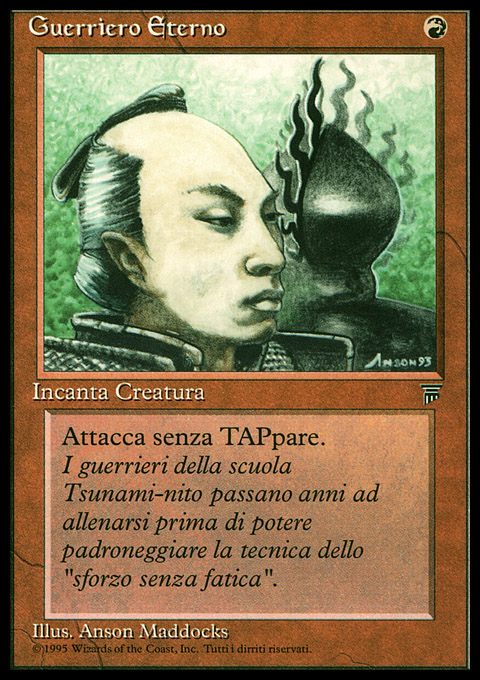 Guerriero Eterno
ANSON 93
Incanta Creatura
Attacca senza TAPpare.
I guerrieri della scuola
Tsunami-nito passano anni ad
allenarsi prima di potere
padroneggiare la tecnica dello
"sforzo senza fatica".
Illus. Anson Maddocks
©1995 Wizards of the Coast, Inc. Tutti i dirriti riservati.